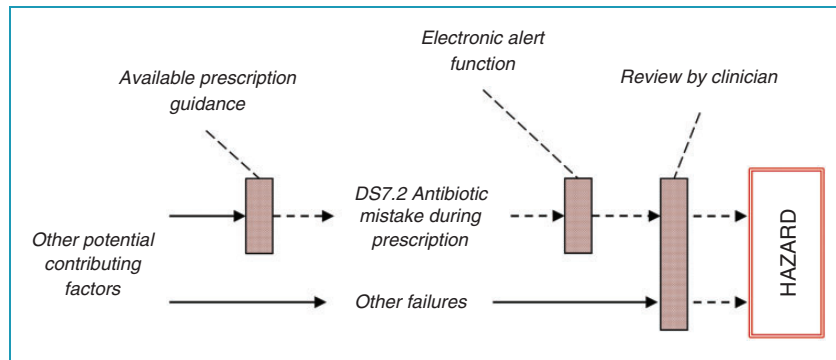 Electronic alert
function
Available prescription
guidance
Review by clinician
DS7.2 Antibiotic
mistake during
prescription
Other potential
contributing
factors
Other failures
HAZARD